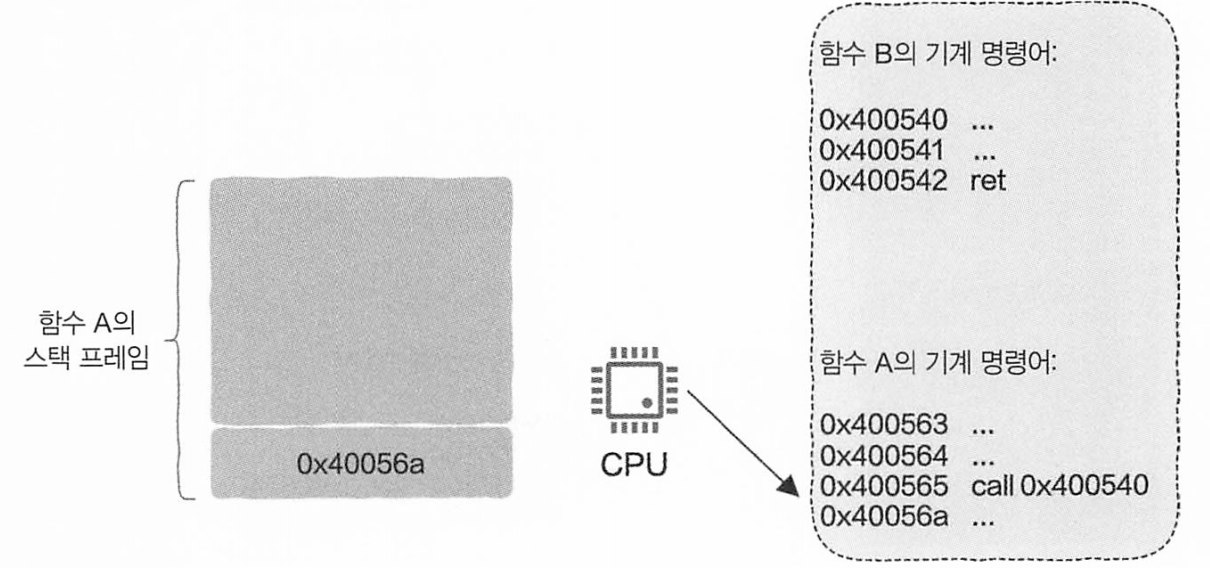 함수 B의 기계 명령어:
0x400540 ...
0x400541 ...
0x400542 ret
함수 A의
스택 프레임
0x40056a
CPU
함수 A의 기계 명령어:
0x400563 ...
0x400564 ...
0x400565 call 0x400540
0x40056a ...